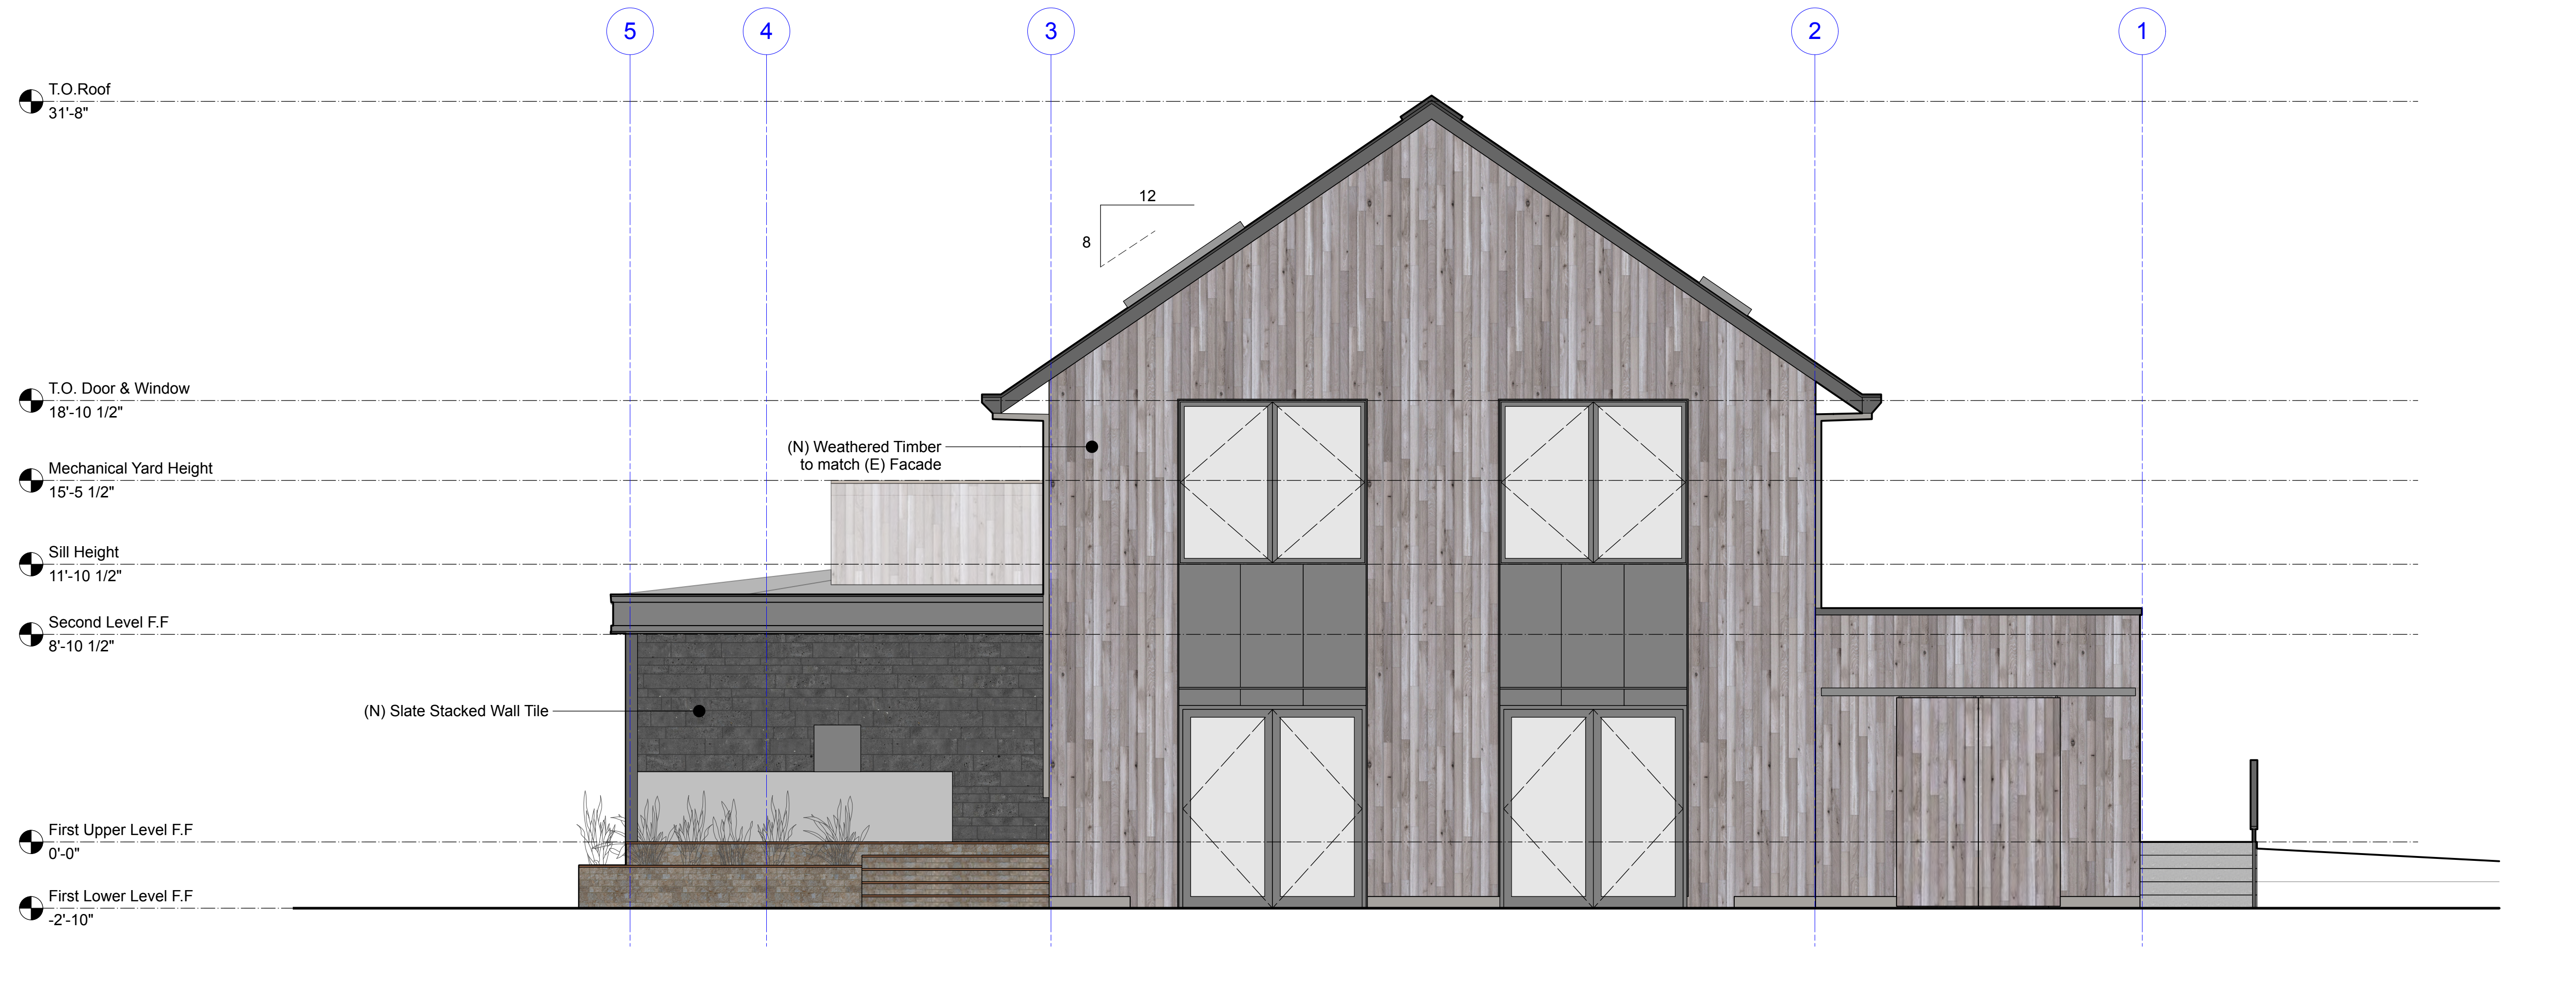 5
4
3
2
1
T.O.Roof
31'-8"
12
8
T.O. Door & Window
18'-10 1/2"
(N) Weathered Timber
to match (E) Facade
Mechanical Yard Height
15'-5 1/2"
Sill Height
11'-10 1/2"
Second Level F.F
8'-10 1/2"
(N) Slate Stacked Wall Tile
First Upper Level F.F
0'-0"
First Lower Level F.F
-2'-10"